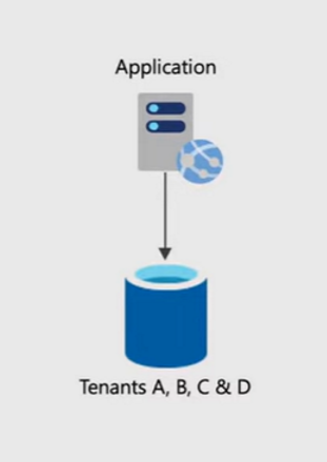 Application
Tenants A, B, C & D